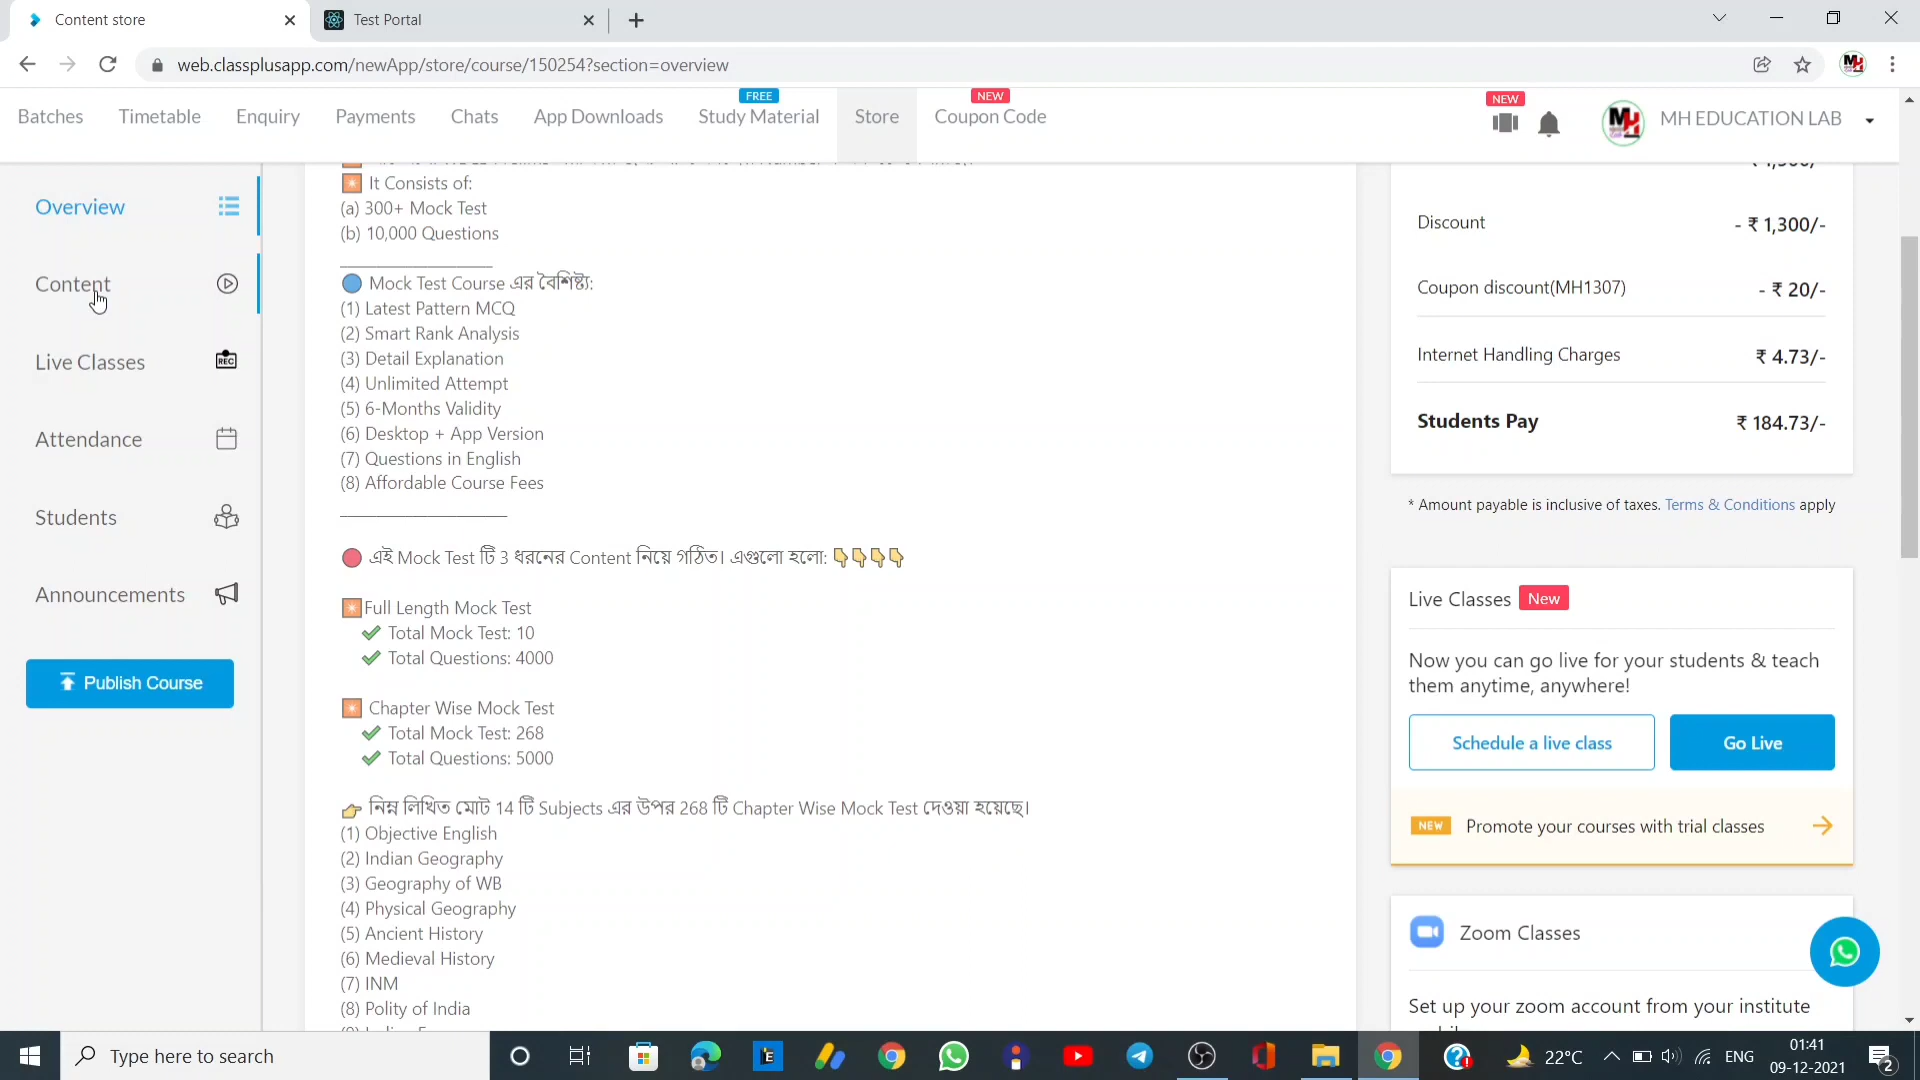 Content store
Test Portal
web.classplusapp.com/newApp/store/course/150254?section=overview
Batches
Timetable
Enquiry
Payments
Chats
App Downloads
FREE
Study Material
Store
NEW
Coupon Code
NEW
MH EDUCATION LAB
Overview
Content
Live Classes
REC
Attendance
Students
Announcements
Publish Course
It Consists of:
(a) 300+ Mock Test
(b) 10,000 Questions
Mock Test Course এর বৈশিষ্ট্য:
(1) Latest Pattern MCQ
(2) Smart Rank Analysis
(3) Detail Explanation
(4) Unlimited Attempt
(5) 6-Months Validity
(6) Desktop + App Version
(7) Questions in English
(8) Affordable Course Fees
এই Mock Test টি 3 ধরনের Content নিয়ে গঠিত। এগুলো হলো:
Full Length Mock Test
Total Mock Test: 10
Total Questions: 4000
Chapter Wise Mock Test
Total Mock Test: 268
Total Questions: 5000
নিম্ন লিখিত মোট 14 টি Subjects এর উপর 268 টি Chapter Wise Mock Test দেওয়া হয়েছে।
(1) Objective English
(2) Indian Geography
(3) Geography of WB
(4) Physical Geography
(5) Ancient History
(6) Medieval History
(7) INM
(8) Polity of India
Discount - ₹ 1,300/-
Coupon discount(MH1307) - ₹ 20/-
Internet Handling Charges ₹ 4.73/-
Students Pay ₹ 184.73/-
* Amount payable is inclusive of taxes. Terms & Conditions apply
Live Classes New
Now you can go live for your students & teach
them anytime, anywhere!
Schedule a live class
Go Live
NEW Promote your courses with trial classes
Zoom Classes
Set up your zoom account from your institute
Type here to search
22°C
ENG
01:41
09-12-2021
2